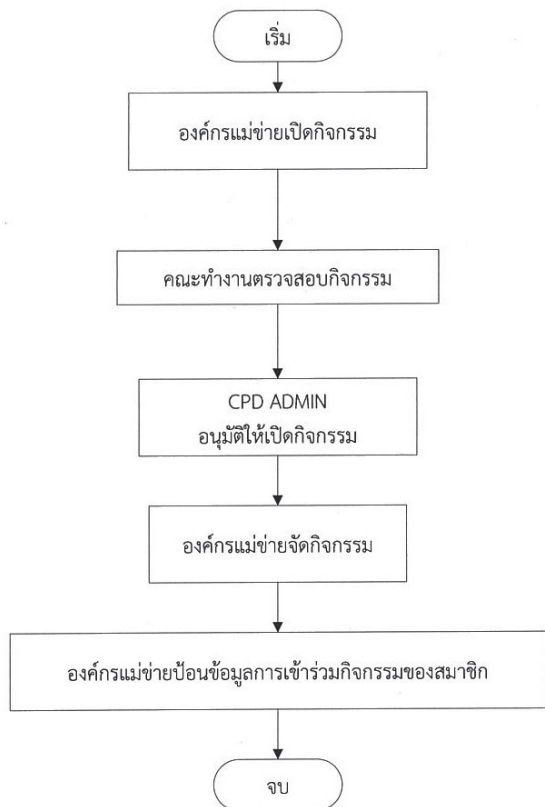 เริ่ม
องค์กรแม่ข่ายเปิดกิจกรรม
คณะทำงานตรวจสอบกิจกรรม
CPD ADMIN
อนุมัติให้เปิดกิจกรรม
องค์กรแม่ข่ายจัดกิจกรรม
องค์กรแม่ข่ายป้อนข้อมูลการเข้าร่วมกิจกรรมของสมาชิก
จบ